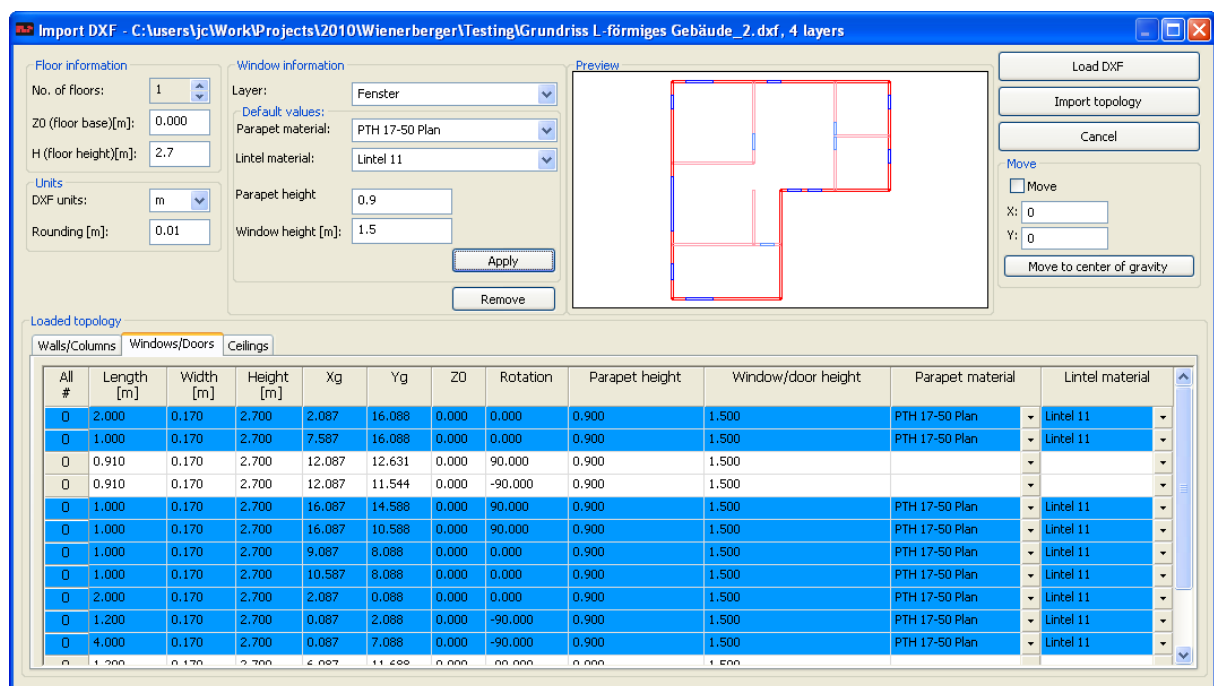 Import DXF - C:\users\jc\Work\Projects\2010\Wienerberger\Testing\Grundriss L-förmiges Gebäude_2.dxf, 4 layers
Floor information
No. of floors: 1
Z0 (floor base)[m]: 0.000
H (floor height)[m]: 2.7
Units
DXF units: m
Rounding [m]: 0.01
Window information
Layer: Fenster
Default values:
Parapet material: PTH 17-50 Plan
Lintel material: Lintel 11
Parapet height 0.9
Window height [m]: 1.5
Apply
Remove
Preview
Load DXF
Import topology
Cancel
Move
Move
X: 0
Y: 0
Move to center of gravity
Loaded topology
Walls/Columns Windows/Doors Ceilings
All # Length [m] Width [m] Height [m] Xg Yg Z0 Rotation Parapet height Window/door height Parapet material Lintel material
0 2.000 0.170 2.700 2.087 16.088 0.000 0.000 0.900 1.500 PTH 17-50 Plan Lintel 11
0 1.000 0.170 2.700 7.587 16.088 0.000 0.000 0.900 1.500 PTH 17-50 Plan Lintel 11
0 0.910 0.170 2.700 12.087 12.631 0.000 90.000 0.900 1.500
0 0.910 0.170 2.700 12.087 11.544 0.000 -90.000 0.900 1.500
0 1.000 0.170 2.700 16.087 14.588 0.000 90.000 0.900 1.500 PTH 17-50 Plan Lintel 11
0 1.000 0.170 2.700 16.087 10.588 0.000 90.000 0.900 1.500 PTH 17-50 Plan Lintel 11
0 1.000 0.170 2.700 9.087 8.088 0.000 0.000 0.900 1.500 PTH 17-50 Plan Lintel 11
0 1.000 0.170 2.700 10.587 8.088 0.000 0.000 0.900 1.500 PTH 17-50 Plan Lintel 11
0 2.000 0.170 2.700 2.087 0.088 0.000 0.000 0.900 1.500 PTH 17-50 Plan Lintel 11
0 1.200 0.170 2.700 0.087 2.088 0.000 -90.000 0.900 1.500 PTH 17-50 Plan Lintel 11
0 4.000 0.170 2.700 0.087 7.088 0.000 -90.000 0.900 1.500 PTH 17-50 Plan Lintel 11